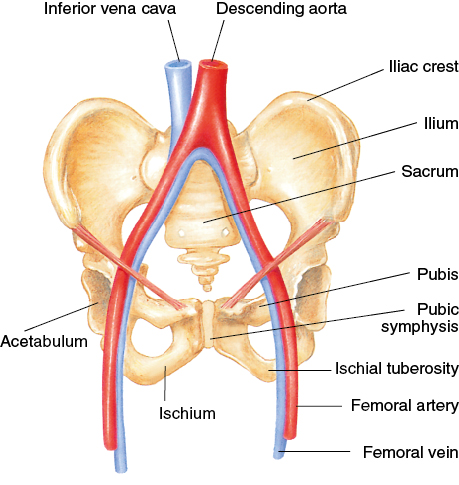 Inferior vena cava
Descending aorta
Iliac crest
Ilium
Sacrum
Pubis
Pubic
symphysis
Acetabulum
Ischial tuberosity
Ischium
Femoral artery
Femoral vein